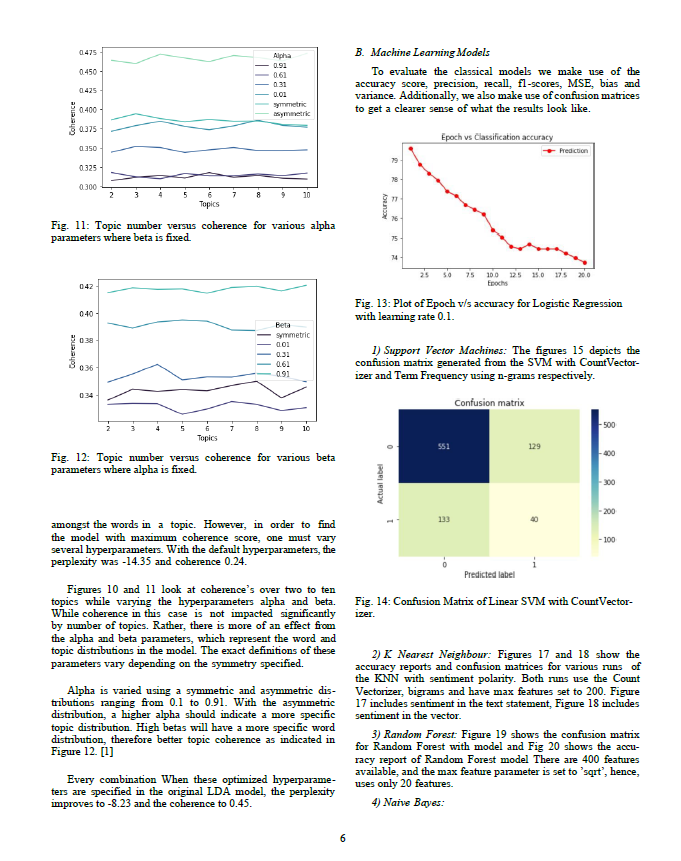 0.475
0.450
0.425
0.400
0.375
0.350
0.325
0.300
Coherence
Alpha
0.91
0.61
0.31
0.01
symmetric
asymmetric
2 3 4 5 6 7 8 9 10
Topics
Fig. 11: Topic number versus coherence for various alpha
parameters where beta is fixed.
0.42
0.40
0.38
0.36
0.34
Coherence
Beta
symmetric
0.01
0.31
0.61
0.91
2 3 4 5 6 7 8 9 10
Topics
Fig. 12: Topic number versus coherence for various beta
parameters where alpha is fixed.
amongst the words in a topic. However, in order to find
the model with maximum coherence score, one must vary
several hyperparameters. With the default hyperparameters, the
perplexity was -14.35 and coherence 0.24.
Figures 10 and 11 look at coherence's over two to ten
topics while varying the hyperparameters alpha and beta.
While coherence in this case is not impacted significantly
by number of topics. Rather, there is more of an effect from
the alpha and beta parameters, which represent the word and
topic distributions in the model. The exact definitions of these
parameters vary depending on the symmetry specified.
Alpha is varied using a symmetric and asymmetric dis-
tributions ranging from 0.1 to 0.91. With the asymmetric
distribution, a higher alpha should indicate a more specific
topic distribution. High betas will have a more specific word
distribution, therefore better topic coherence as indicated in
Figure 12. [1]
Every combination When these optimized hyperparame-
ters are specified in the original LDA model, the perplexity
improves to -8.23 and the coherence to 0.45.
B. Machine Learning Models
To evaluate the classical models we make use of the
accuracy score, precision, recall, f1-scores, MSE, bias and
variance. Additionally, we also make use of confusion matrices
to get a clearer sense of what the results look like.
Epoch vs Classification accuracy
Prediction
79
78
77
76
75
74
Accuracy
2.5 5.0 7.5 10.0 12.5 15.0 17.5 20.0
Epochs
Fig. 13: Plot of Epoch v/s accuracy for Logistic Regression
with learning rate 0.1.
1) Support Vector Machines: The figures 15 depicts the
confusion matrix generated from the SVM with CountVector-
izer and Term Frequency using n-grams respectively.
Confusion matrix
551 129
133 40
0
1
Actual label
0 1
Predicted label
500
400
300
200
100
Fig. 14: Confusion Matrix of Linear SVM with CountVector-
izer.
2) K Nearest Neighbour: Figures 17 and 18 show the
accuracy reports and confusion matrices for various runs of
the KNN with sentiment polarity. Both runs use the Count
Vectorizer, bigrams and have max features set to 200. Figure
17 includes sentiment in the text statement, Figure 18 includes
sentiment in the vector.
3) Random Forest: Figure 19 shows the confusion matrix
for Random Forest with model and Fig 20 shows the accu-
racy report of Random Forest model There are 400 features
available, and the max feature parameter is set to 'sqrt', hence,
uses only 20 features.
4) Naive Bayes:
6